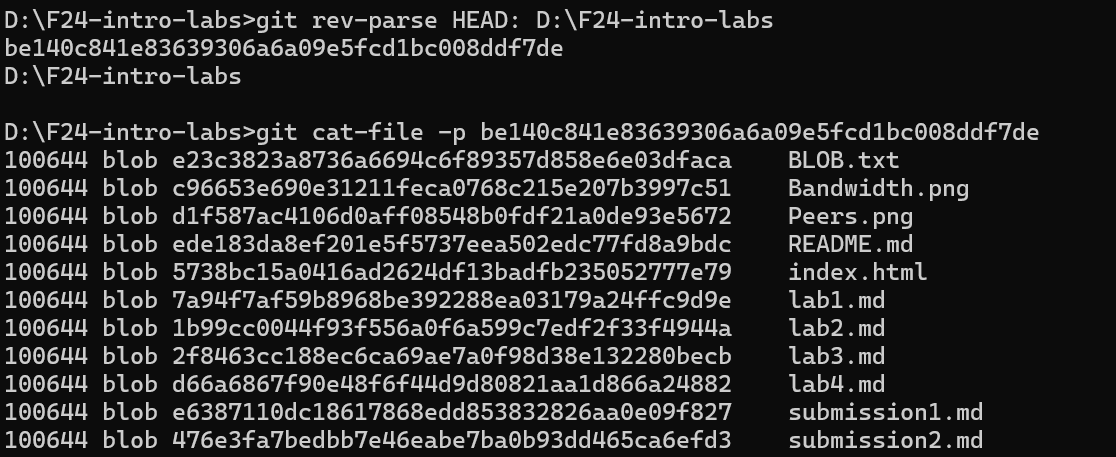 D:\F24-intro-labs>git rev-parse HEAD: D:\F24-intro-labs
be140c841e83639306a6a09e5fcd1bc008ddf7de
D:\F24-intro-labs
D:\F24-intro-labs>git cat-file -p be140c841e83639306a6a09e5fcd1bc008ddf7de
100644 blob e23c3823a8736a6694c6f89357d858e6e03dfaca    BLOB.txt
100644 blob c96653e690e31211feca0768c215e207b3997c51    Bandwidth.png
100644 blob d1f587ac4106d0aff08548b0fdf21a0de93e5672    Peers.png
100644 blob ede183da8ef201e5f5737eea502edc77fd8a9bdc    README.md
100644 blob 5738bc15a0416ad2624df13badfb235052777e79    index.html
100644 blob 7a94f7af59b8968be392288ea03179a24ffc9d9e    lab1.md
100644 blob 1b99cc0044f93f556a0f6a599c7edf2f33f4944a    lab2.md
100644 blob 2f8463cc188ec6ca69ae7a0f98d38e132280becb    lab3.md
100644 blob d66a6867f90e48f6f44d9d80821aa1d866a24882    lab4.md
100644 blob e6387110dc18617868edd853832826aa0e09f827    submission1.md
100644 blob 476e3fa7bedbb7e46eabe7ba0b93dd465ca6efd3    submission2.md